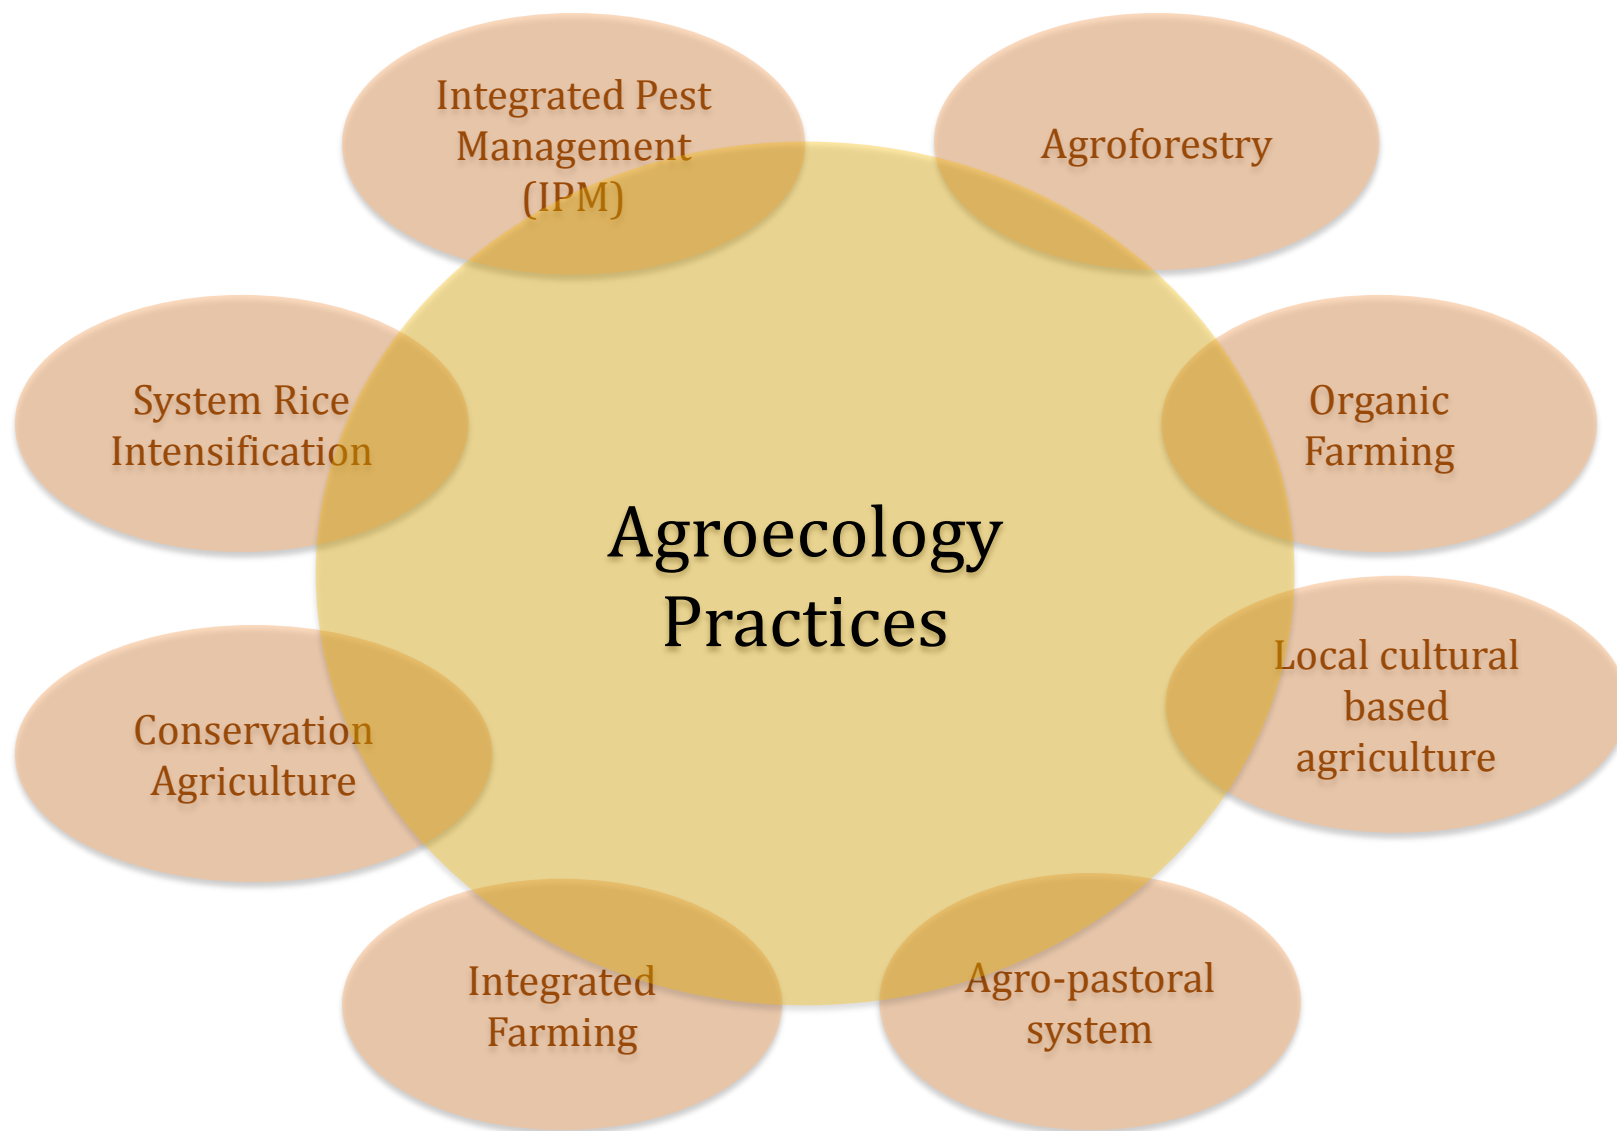 Integrated Pest
Management
(IPM)
Agroforestry
System Rice
Intensification
Organic
Farming
Agroecology
Practices
Local cultural
based
agriculture
Conservation
Agriculture
Integrated
Farming
Agro-pastoral
system